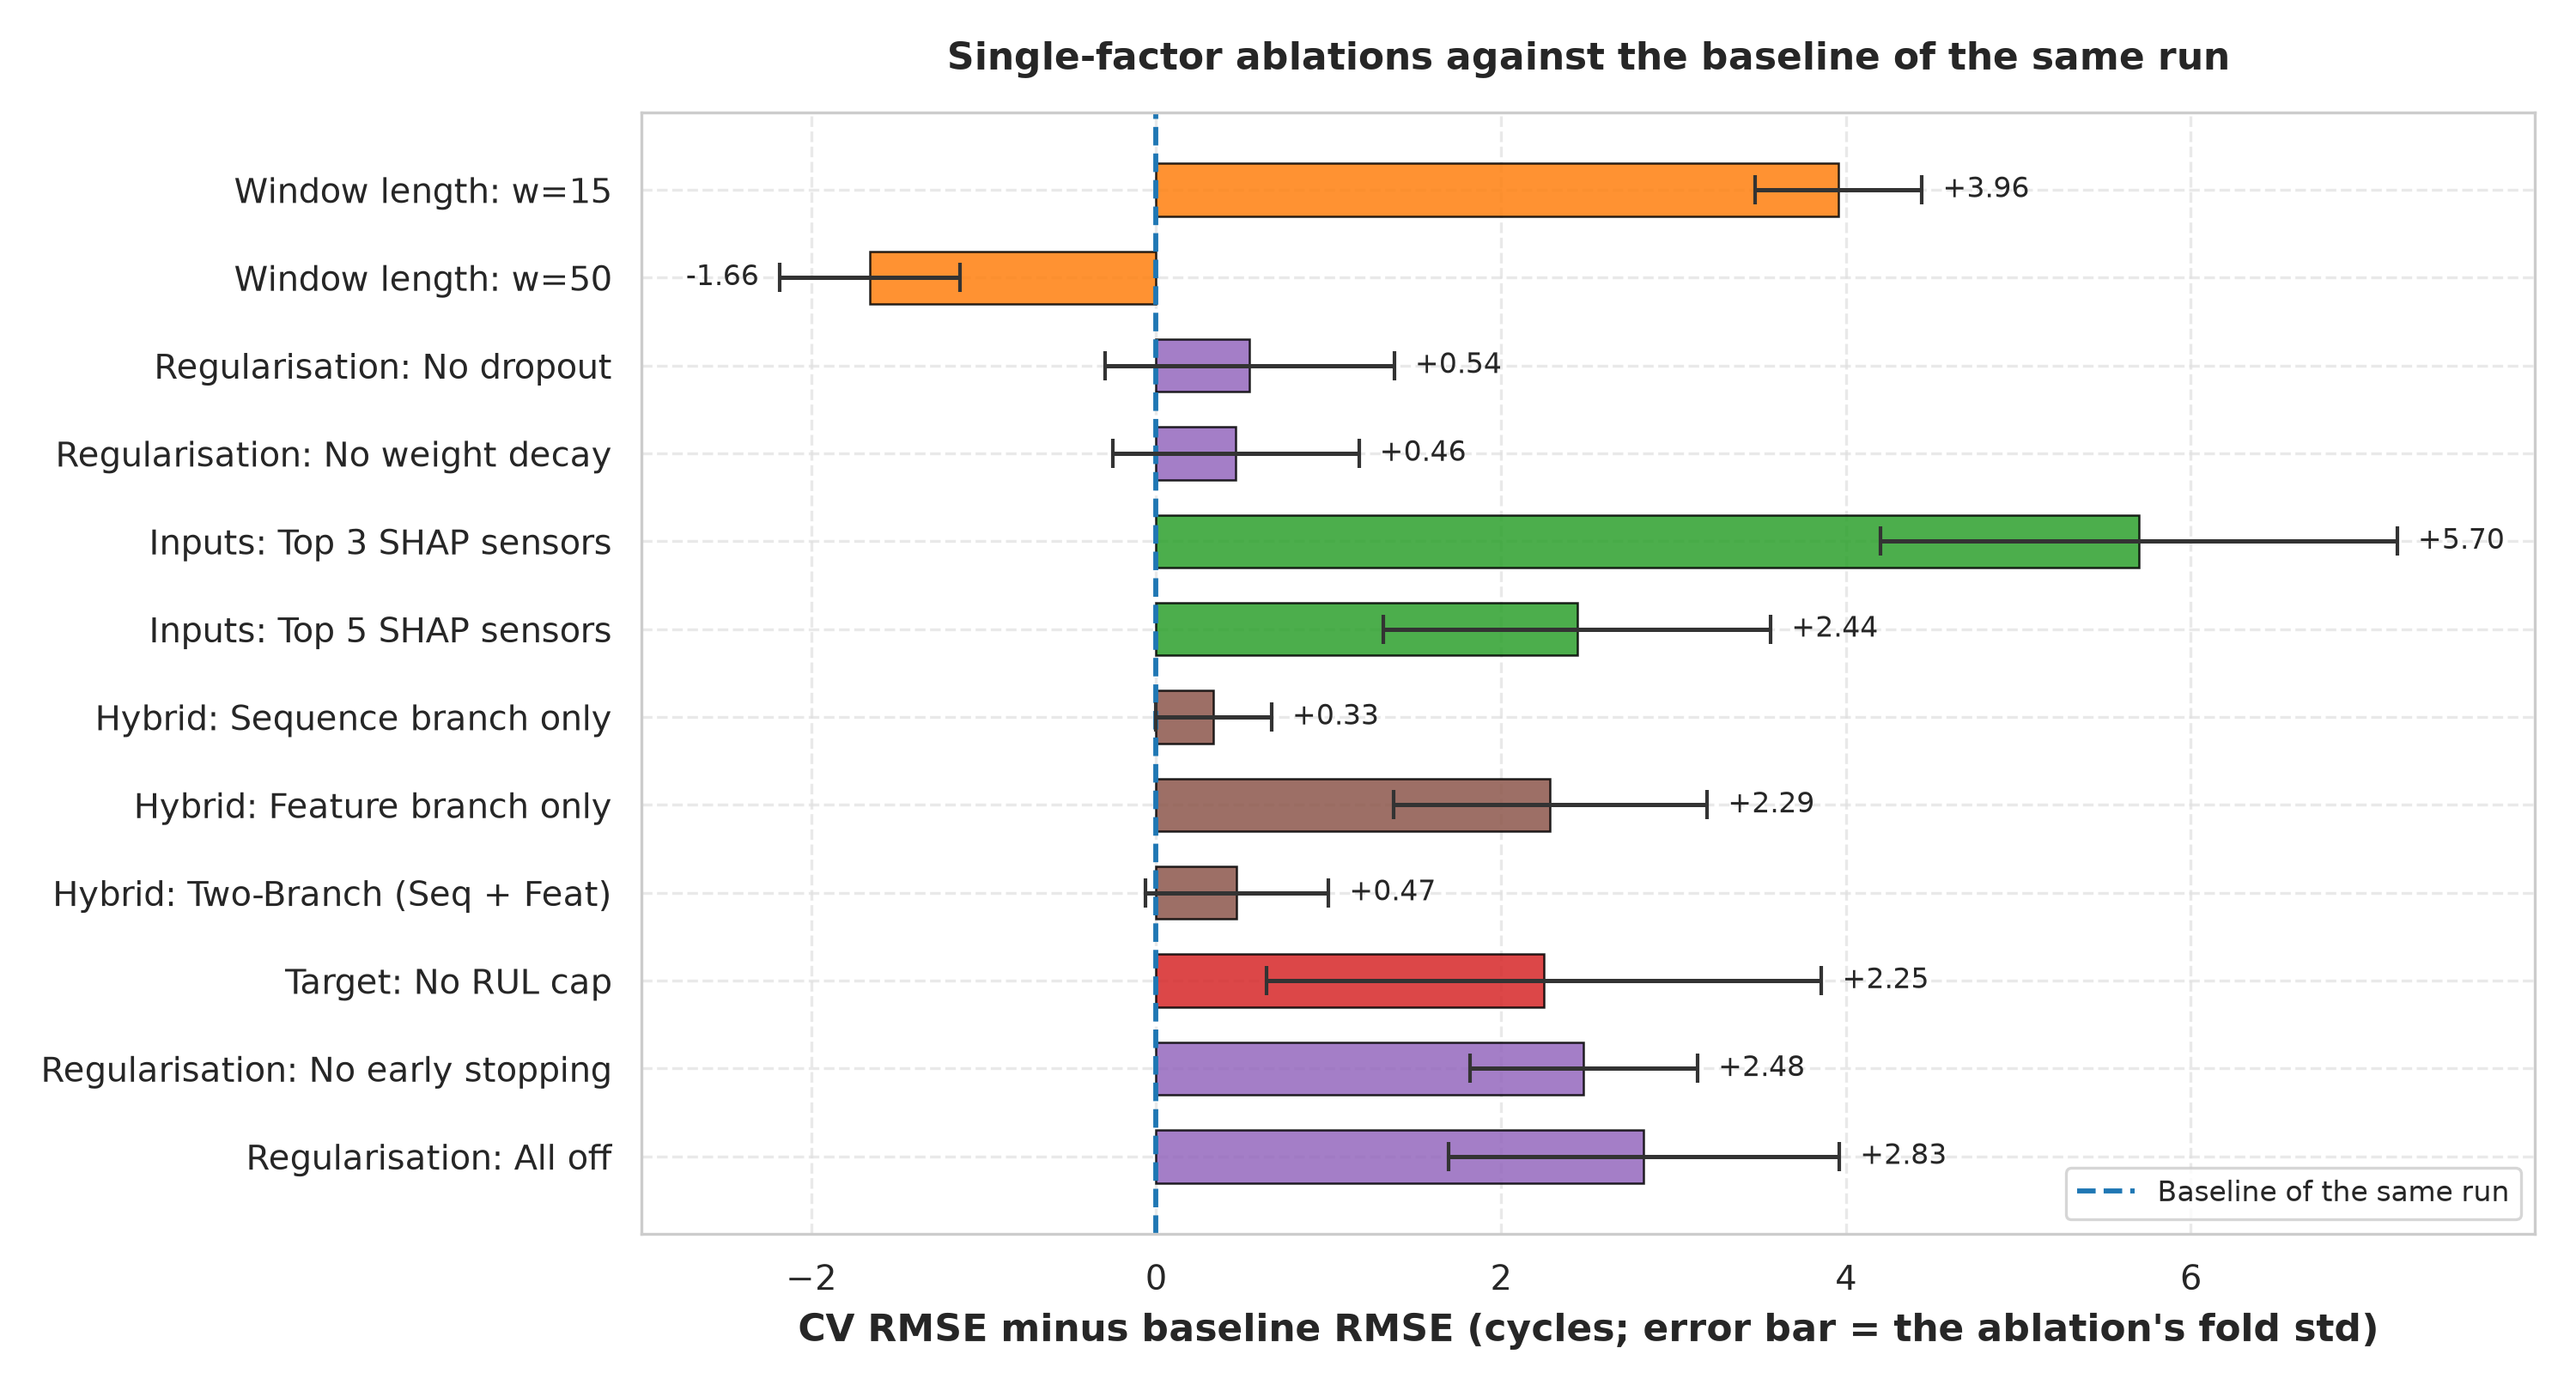 Single-factor ablations against the baseline of the same run
Window length: w=15
+3.96
Window length: w=50
-1.66
Regularisation: No dropout
+0.54
Regularisation: No weight decay
+0.46
Inputs: Top 3 SHAP sensors
+5.70
Inputs: Top 5 SHAP sensors
+2.44
Hybrid: Sequence branch only
+0.33
Hybrid: Feature branch only
+2.29
Hybrid: Two-Branch (Seq + Feat)
+0.47
Target: No RUL cap
+2.25
Regularisation: No early stopping
+2.48
Regularisation: All off
+2.83
Baseline of the same run
−2 0 2 4 6
CV RMSE minus baseline RMSE (cycles; error bar = the ablation's fold std)